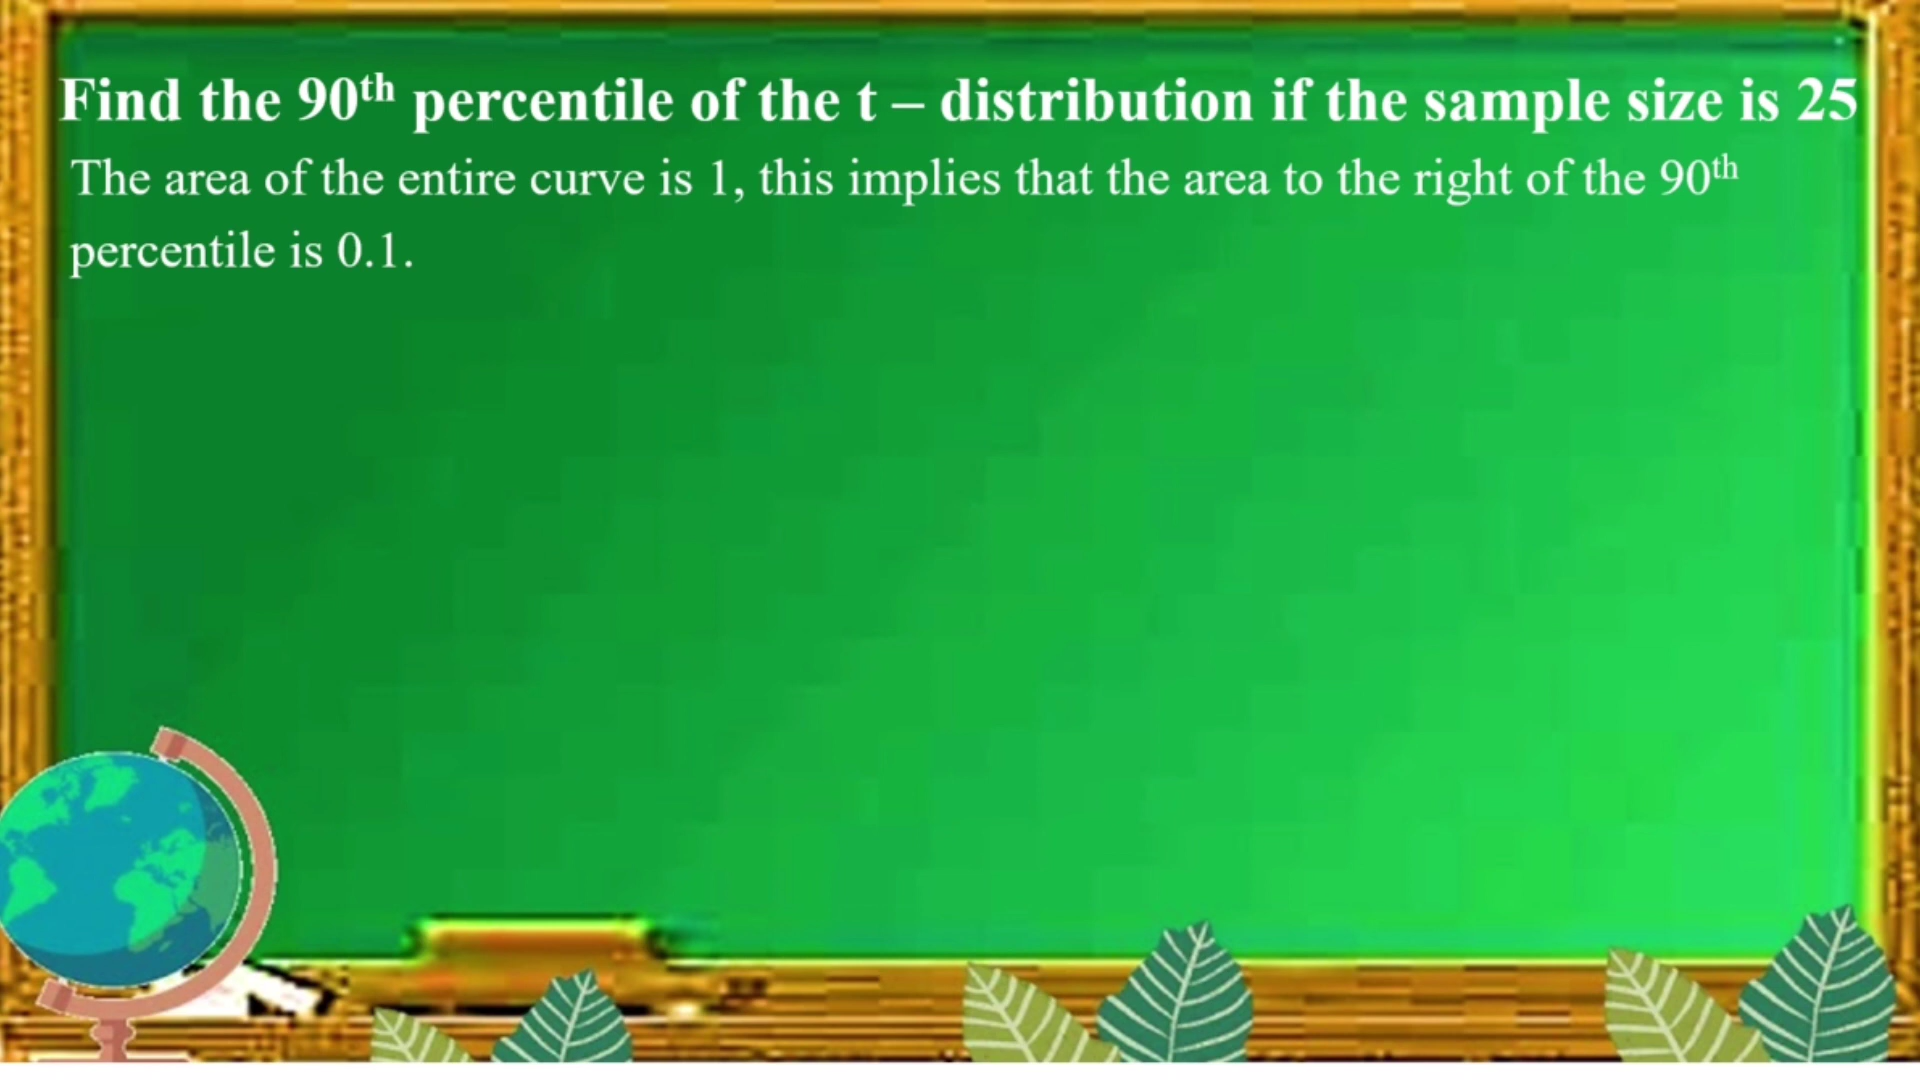 Find the 90th percentile of the t – distribution if the sample size is 25
The area of the entire curve is 1, this implies that the area to the right of the 90th
percentile is 0.1.